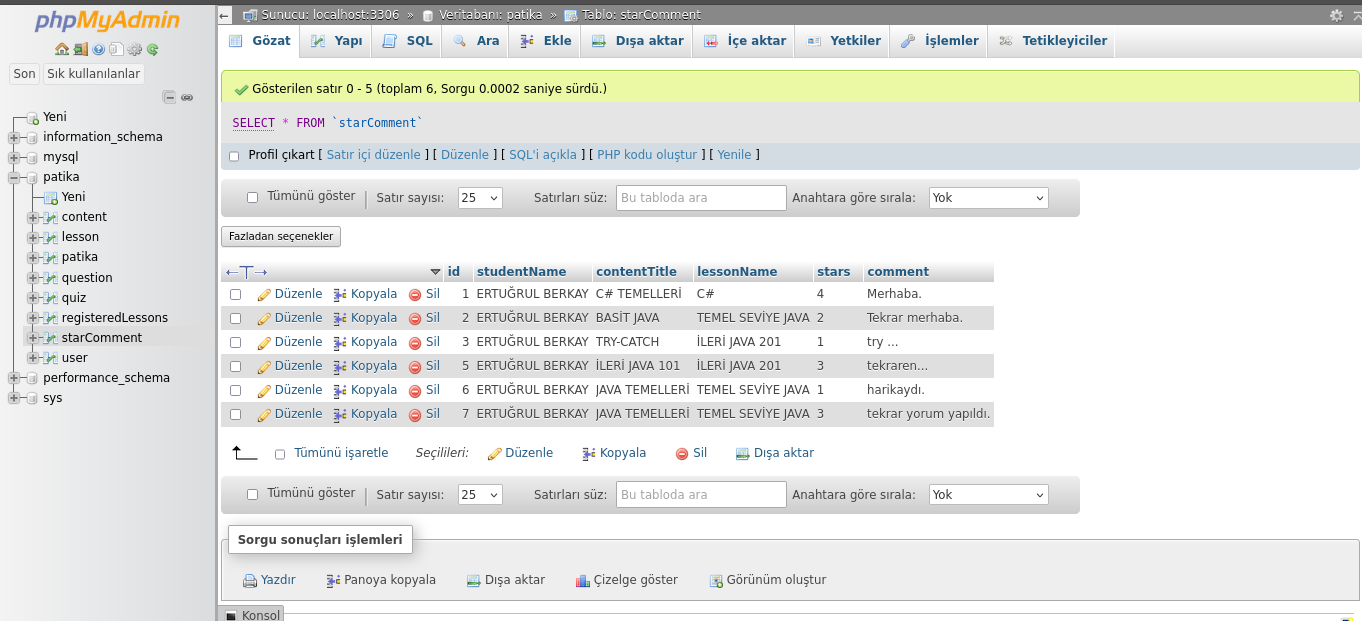 phpMyAdmin
Son Sık kullanılanlar
Yeni
information_schema
mysql
patika
Yeni
content
lesson
patika
question
quiz
registeredLessons
starComment
user
performance_schema
sys
Sunucu: localhost:3306 » Veritabanı: patika » Tablo: starComment
Gözat Yapı SQL Ara Ekle Dışa aktar İçe aktar Yetkiler İşlemler Tetikleyiciler
Gösterilen satır 0 - 5 (toplam 6, Sorgu 0.0002 saniye sürdü.)
SELECT * FROM `starComment`
Profil çıkart [ Satır içi düzenle ] [ Düzenle ] [ SQL'i açıkla ] [ PHP kodu oluştur ] [ Yenile ]
Tümünü göster Satır sayısı: 25 Satırları süz: Bu tabloda ara Anahtara göre sırala: Yok
Fazladan seçenekler
←T→ id studentName contentTitle lessonName stars comment
Düzenle Kopyala Sil 1 ERTUĞRUL BERKAY C# TEMELLERİ C# 4 Merhaba.
Düzenle Kopyala Sil 2 ERTUĞRUL BERKAY BASİT JAVA TEMEL SEVİYE JAVA 2 Tekrar merhaba.
Düzenle Kopyala Sil 3 ERTUĞRUL BERKAY TRY-CATCH İLERİ JAVA 201 1 try ...
Düzenle Kopyala Sil 5 ERTUĞRUL BERKAY İLERİ JAVA 101 İLERİ JAVA 201 3 tekraren...
Düzenle Kopyala Sil 6 ERTUĞRUL BERKAY JAVA TEMELLERİ TEMEL SEVİYE JAVA 1 harikaydı.
Düzenle Kopyala Sil 7 ERTUĞRUL BERKAY JAVA TEMELLERİ TEMEL SEVİYE JAVA 3 tekrar yorum yapıldı.
Tümünü işaretle Seçilileri: Düzenle Kopyala Sil Dışa aktar
Tümünü göster Satır sayısı: 25 Satırları süz: Bu tabloda ara Anahtara göre sırala: Yok
Sorgu sonuçları işlemleri
Yazdır Panoya kopyala Dışa aktar Çizelge göster Görünüm oluştur
Konsol